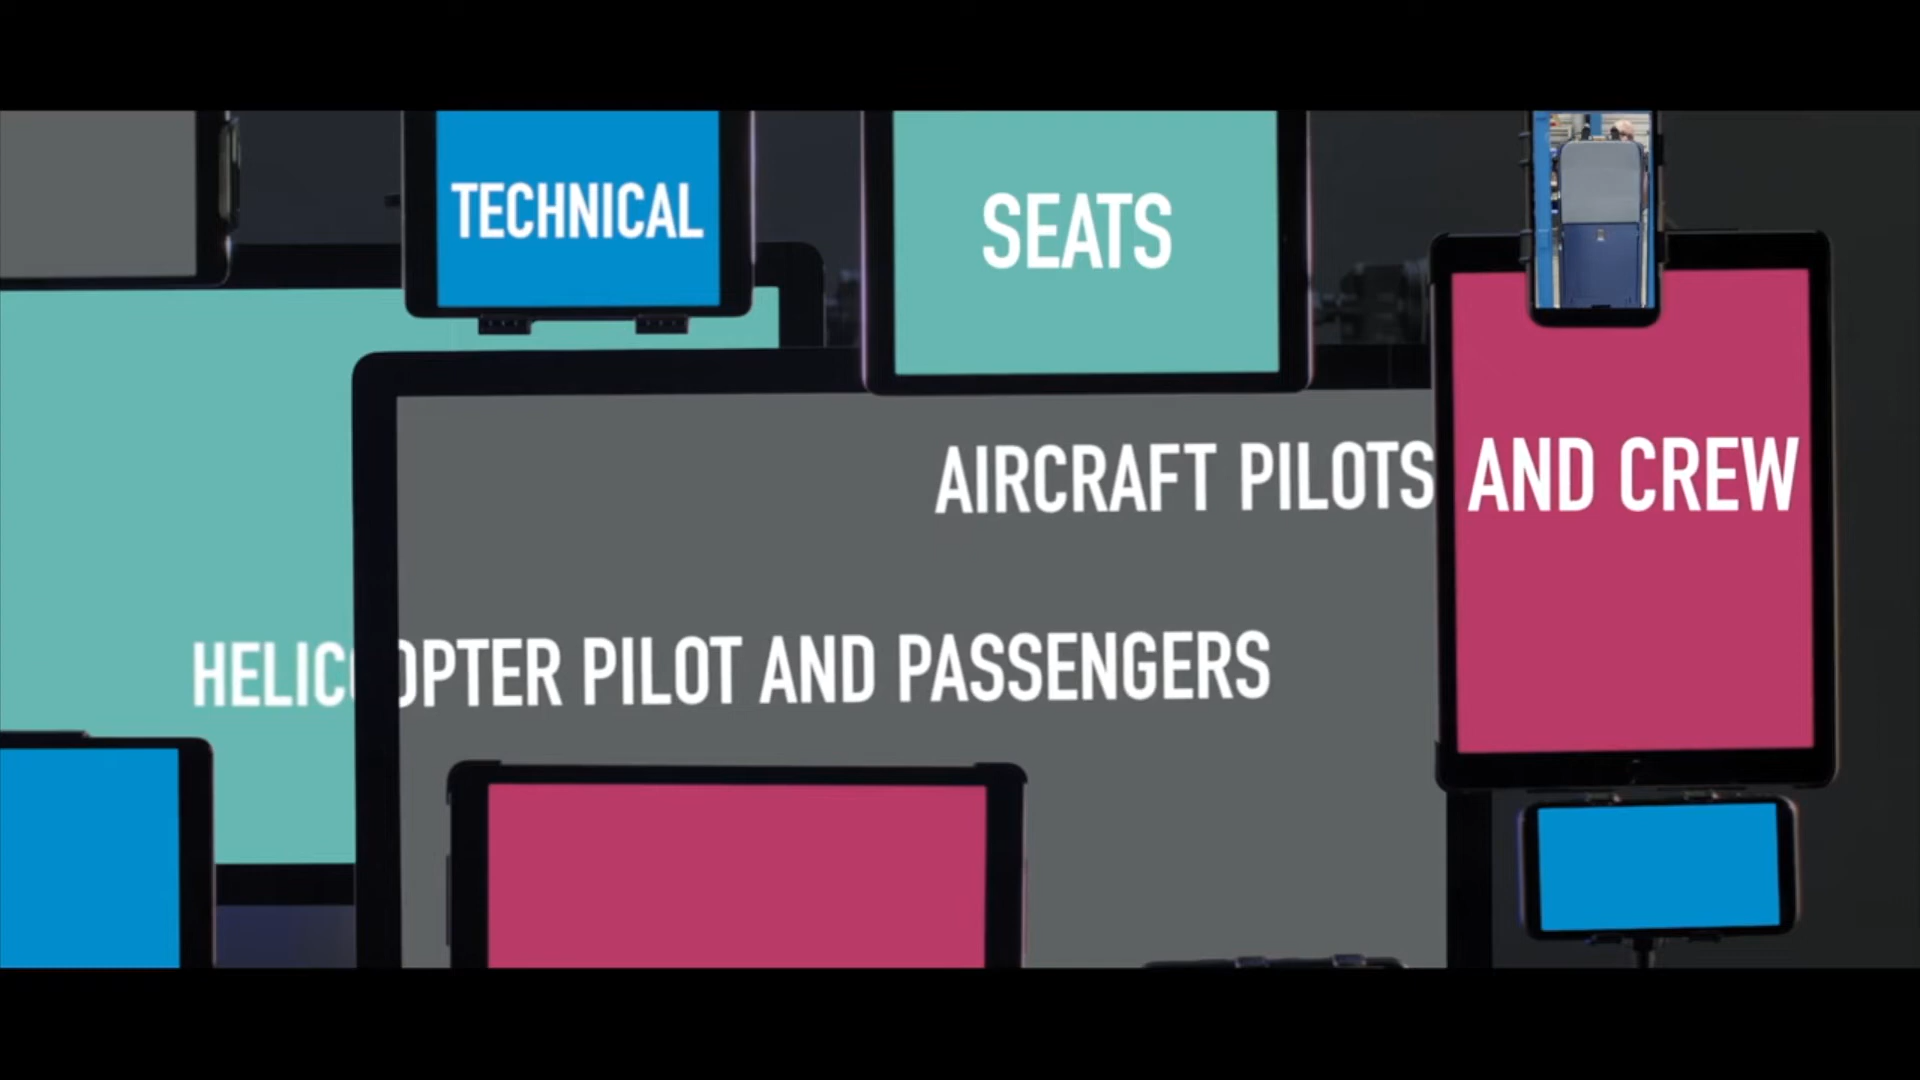 TECHNICAL
SEATS
AIRCRAFT PILOTS AND CREW
HELICOPTER PILOT AND PASSENGERS